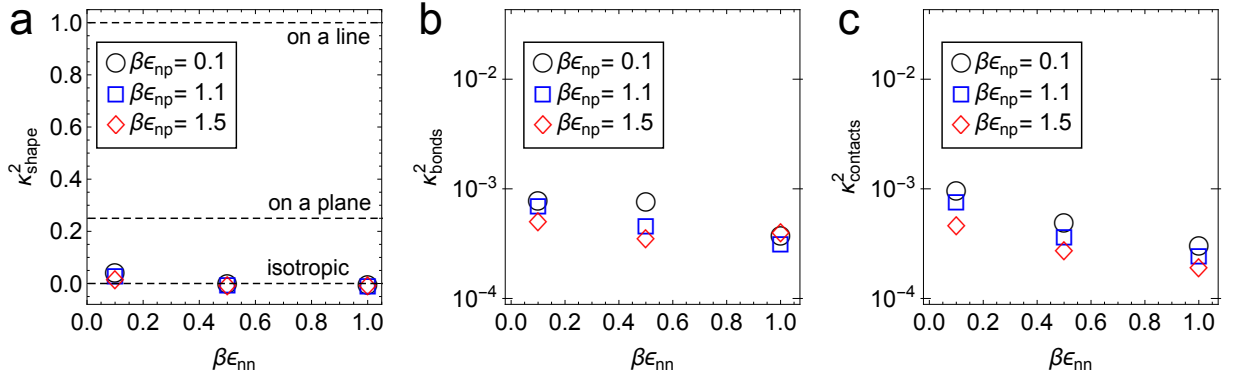 a
κ²shape
1.0
0.8
0.6
0.4
0.2
0.0
on a line
βϵnp= 0.1
βϵnp= 1.1
βϵnp= 1.5
on a plane
isotropic
0.0 0.2 0.4 0.6 0.8 1.0
βϵnn
b
κ²bonds
10⁻²
10⁻³
10⁻⁴
βϵnp= 0.1
βϵnp= 1.1
βϵnp= 1.5
0.0 0.2 0.4 0.6 0.8 1.0
βϵnn
c
κ²contacts
10⁻²
10⁻³
10⁻⁴
βϵnp= 0.1
βϵnp= 1.1
βϵnp= 1.5
0.0 0.2 0.4 0.6 0.8 1.0
βϵnn